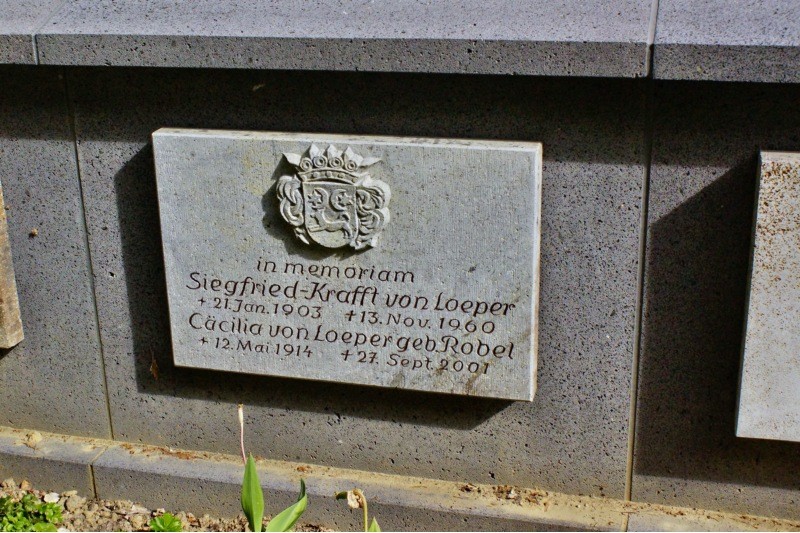 in memoriam
Siegfried-Krafft von Loeper
+ 21. Jan. 1903 + 13. Nov. 1960
Cäcilia von Loeper geb. Robel
+ 12. Mai 1914 + 27. Sept. 2001